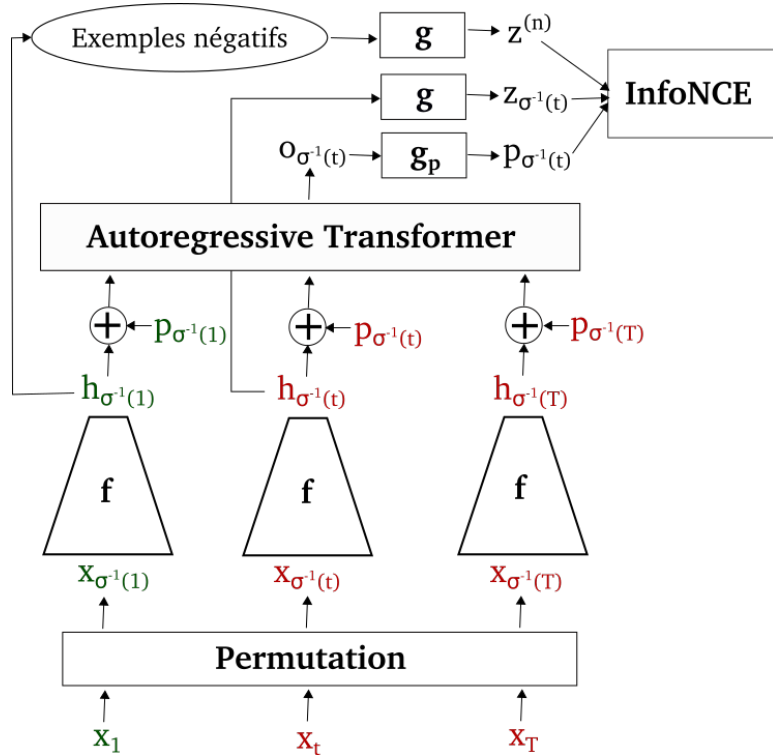 Exemples négatifs g z⁽ⁿ⁾
g z_σ⁻¹(t) InfoNCE
o_σ⁻¹(t) g_p p_σ⁻¹(t)
Autoregressive Transformer
+ p_σ⁻¹(1) + p_σ⁻¹(t) + p_σ⁻¹(T)
h_σ⁻¹(1) h_σ⁻¹(t) h_σ⁻¹(T)
f f f
x_σ⁻¹(1) x_σ⁻¹(t) x_σ⁻¹(T)
Permutation
x_1 x_t x_T